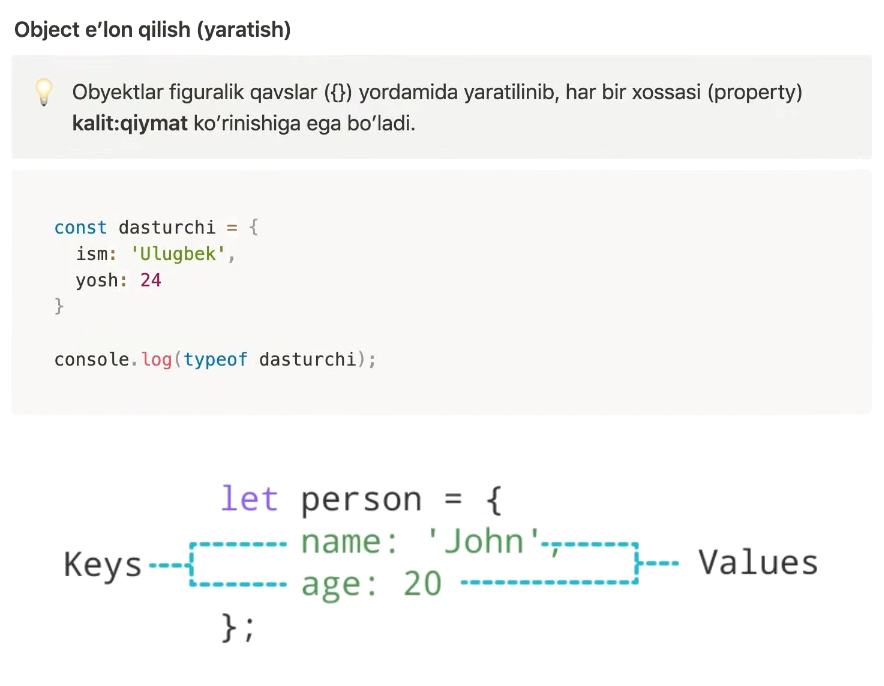 Object e’lon qilish (yaratish)
Obyektlar figuralik qavslar ({}) yordamida yaratilinib, har bir xossasi (property)
kalit:qiymat ko’rinishiga ega bo’ladi.
const dasturchi = {
  ism: 'Ulugbek',
  yosh: 24
}
console.log(typeof dasturchi);
let person = {
name: 'John',
Keys
Values
age: 20
};